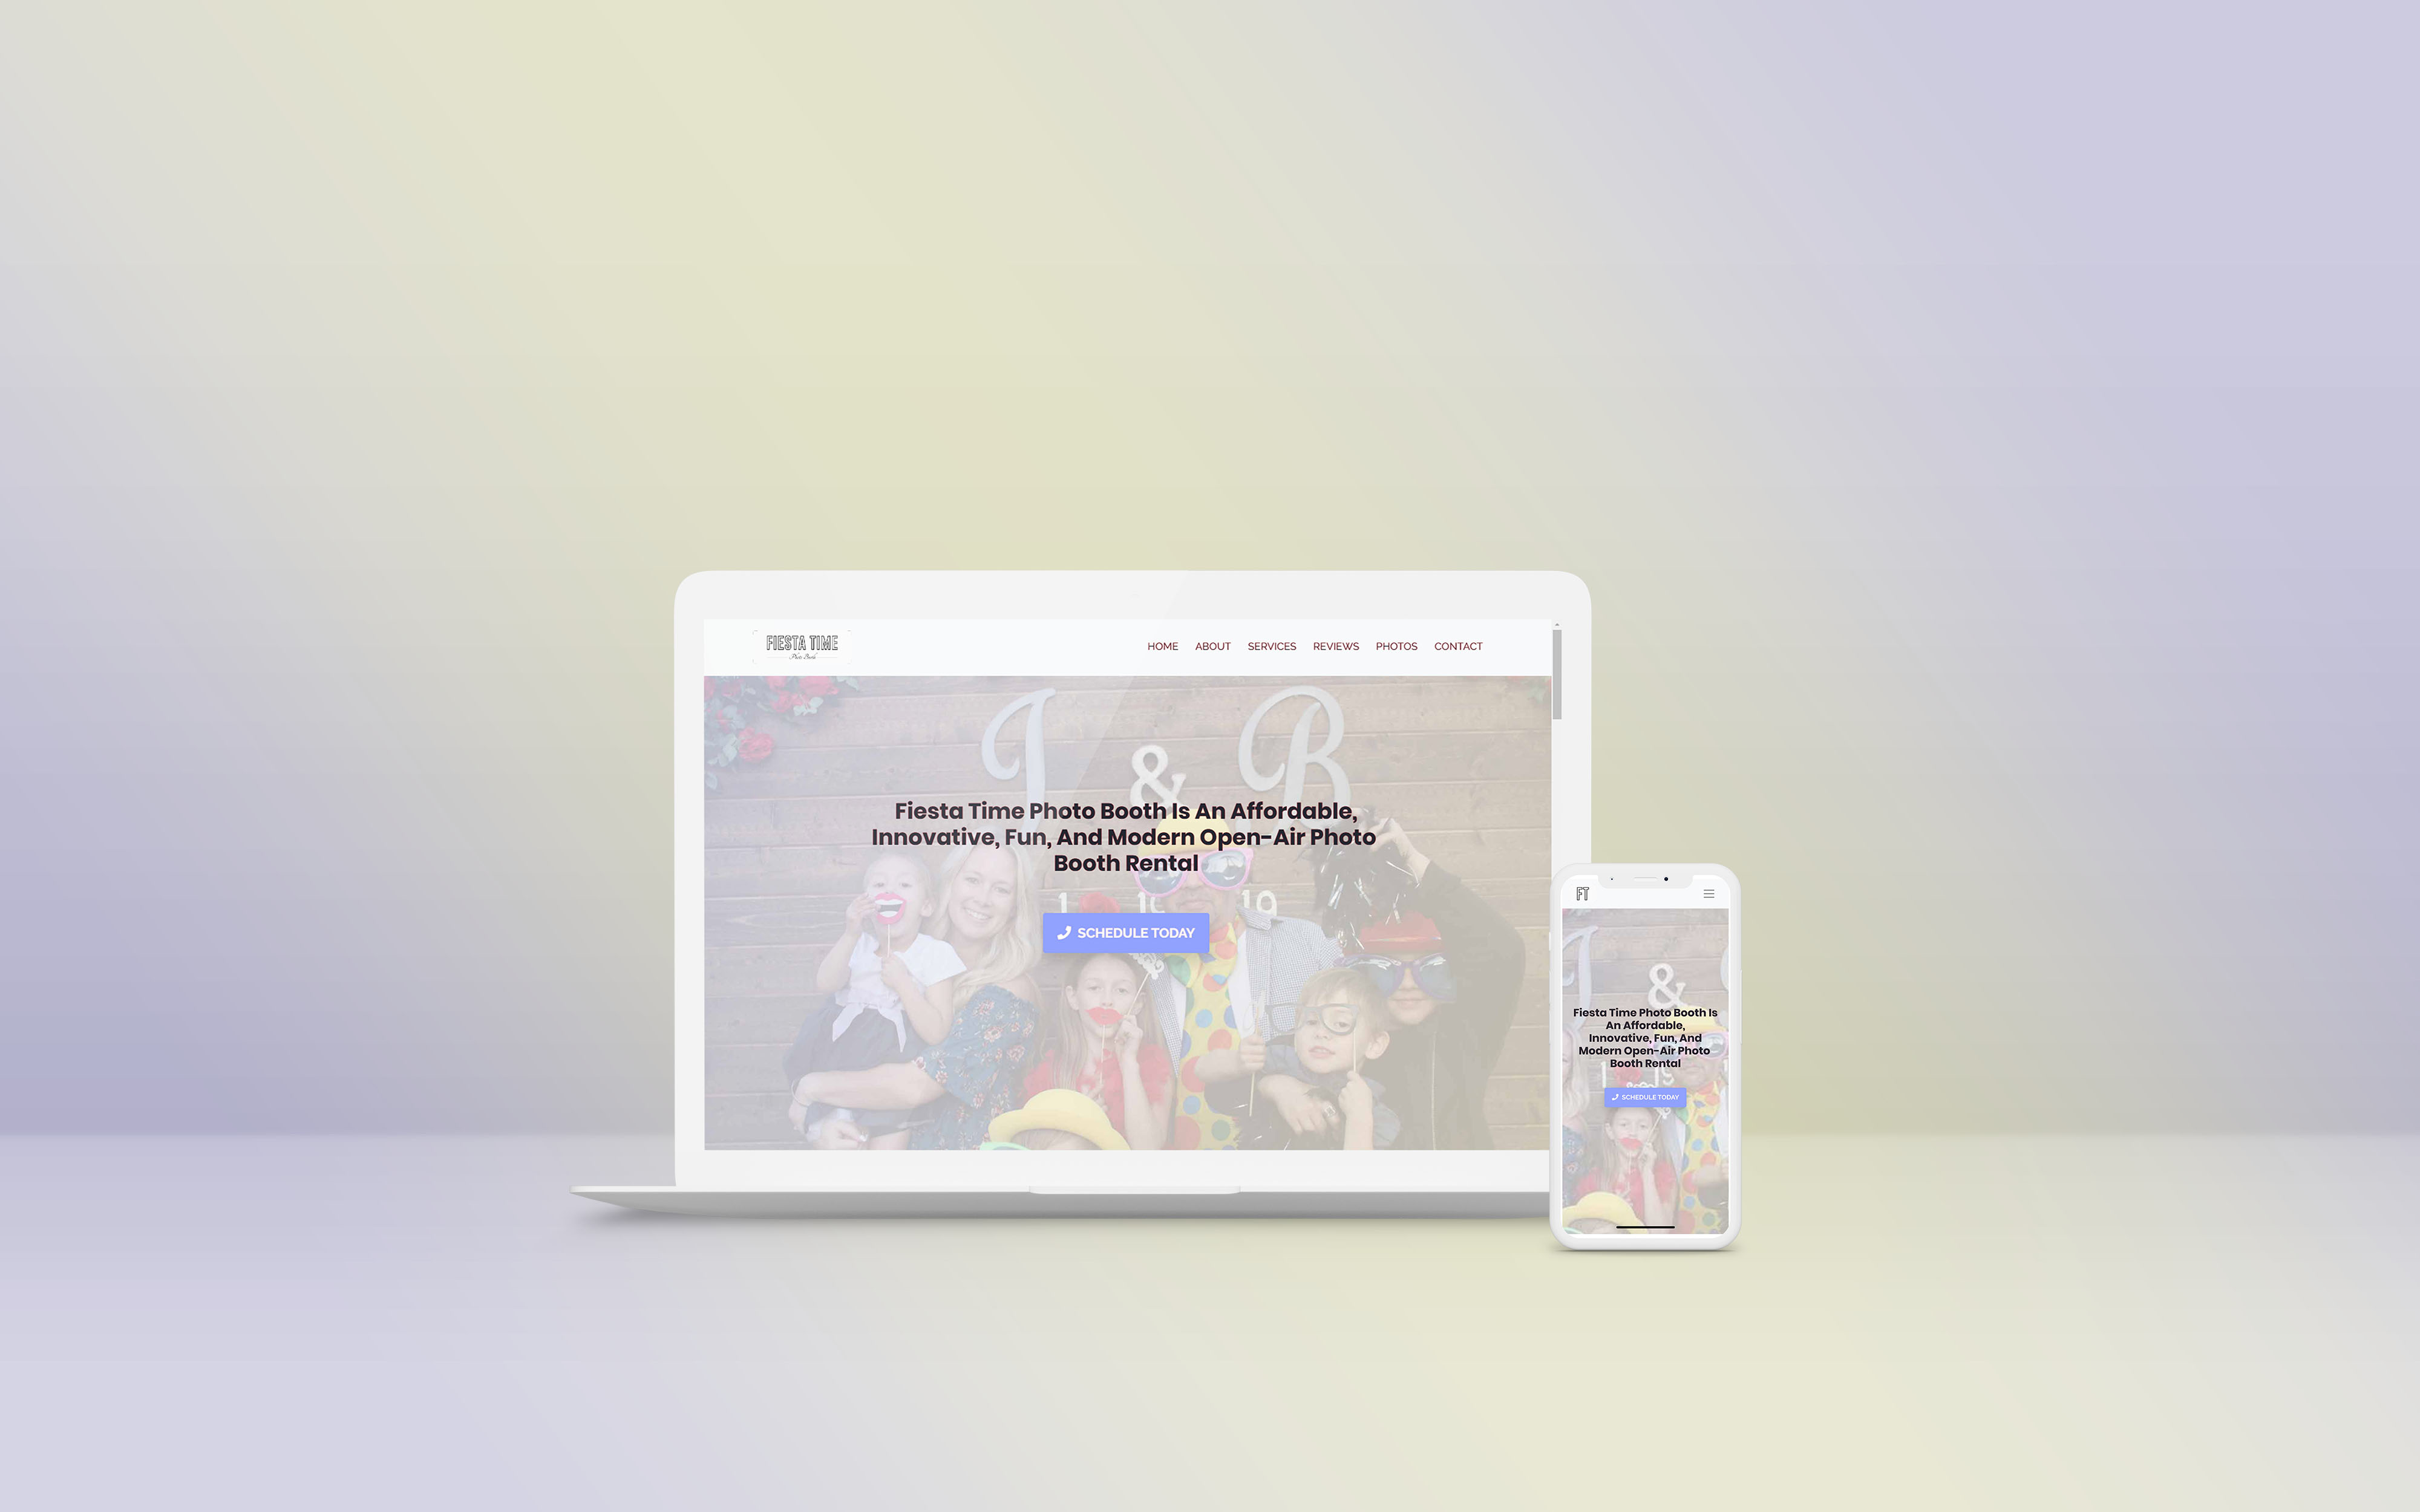 FIESTA TIME
Photo Booth
HOME ABOUT SERVICES REVIEWS PHOTOS CONTACT
J & B
Fiesta Time Photo Booth Is An Affordable,
Innovative, Fun, And Modern Open-Air Photo
Booth Rental
19
SCHEDULE TODAY
FT
&
Fiesta Time Photo Booth Is
An Affordable,
Innovative, Fun, And
Modern Open-Air Photo
Booth Rental
19
SCHEDULE TODAY